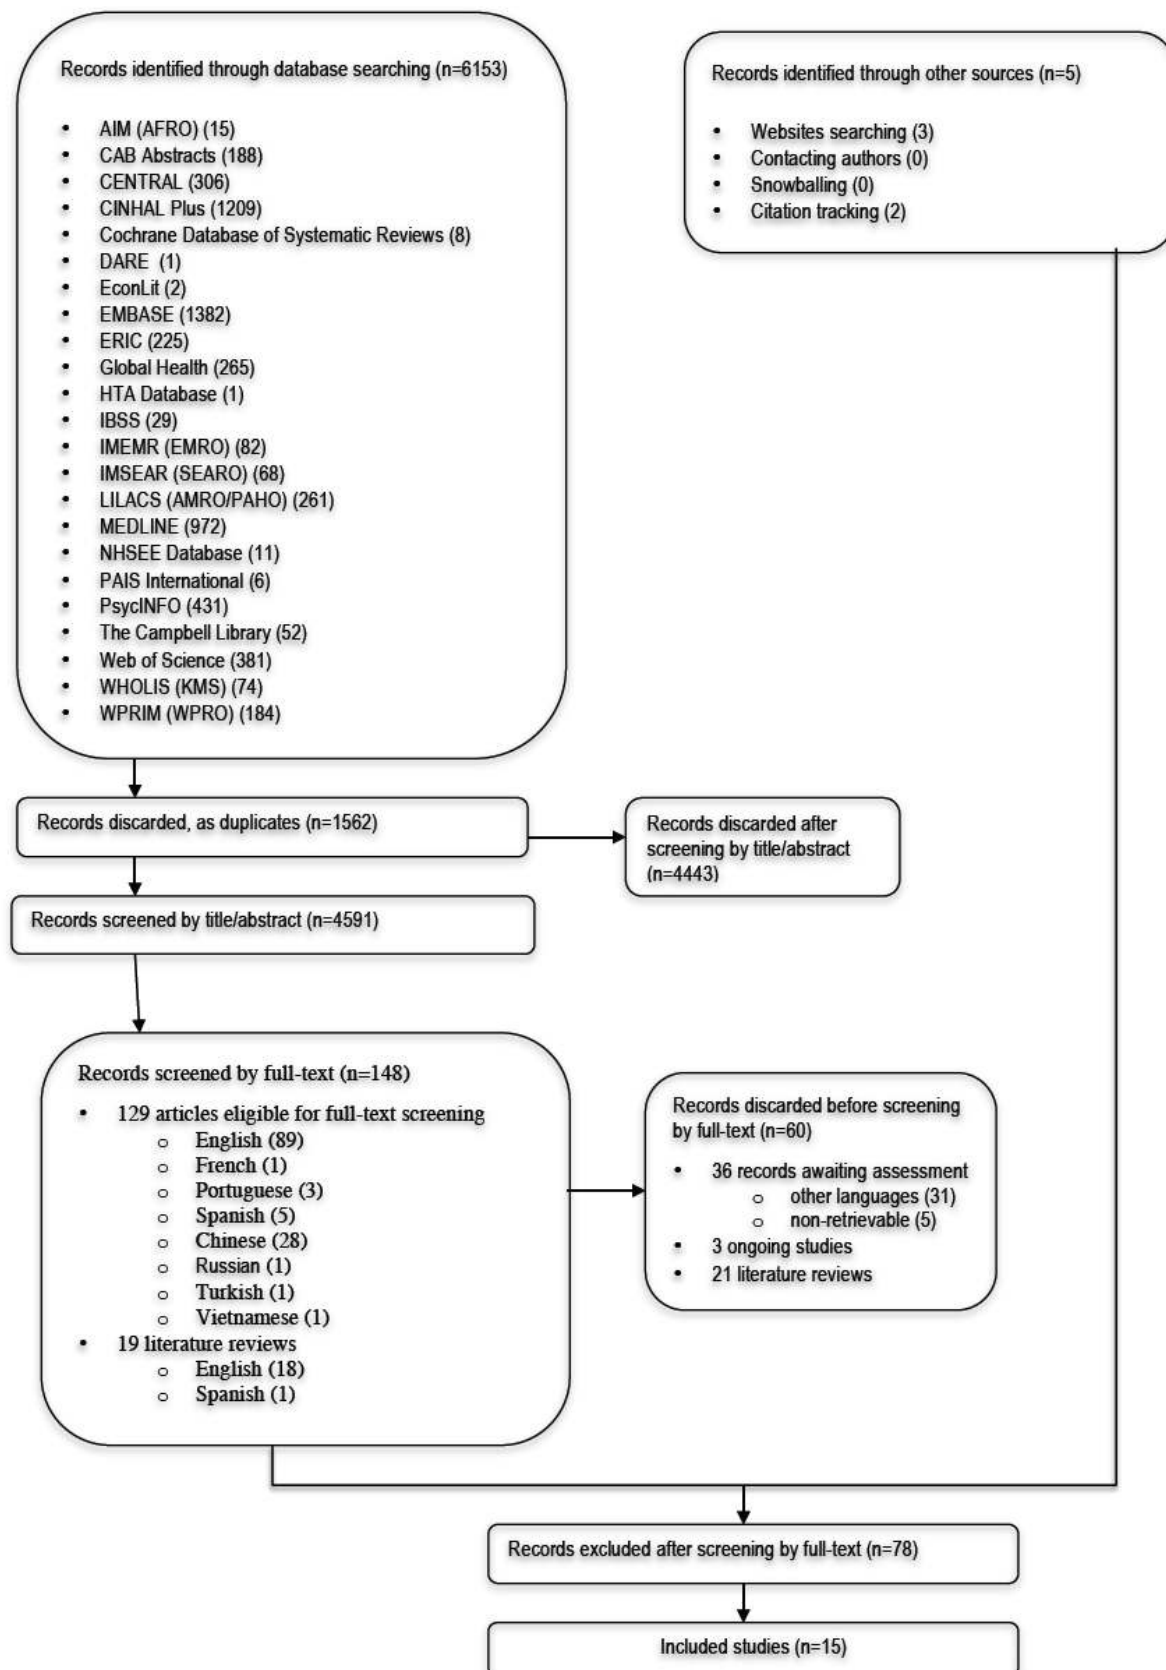 Records identified through database searching (n=6153)
• AIM (AFRO) (15)
• CAB Abstracts (188)
• CENTRAL (306)
• CINHAL Plus (1209)
• Cochrane Database of Systematic Reviews (8)
• DARE (1)
• EconLit (2)
• EMBASE (1382)
• ERIC (225)
• Global Health (265)
• HTA Database (1)
• IBSS (29)
• IMEMR (EMRO) (82)
• IMSEAR (SEARO) (68)
• LILACS (AMRO/PAHO) (261)
• MEDLINE (972)
• NHSEE Database (11)
• PAIS International (6)
• PsycINFO (431)
• The Campbell Library (52)
• Web of Science (381)
• WHOLIS (KMS) (74)
• WPRIM (WPRO) (184)
Records identified through other sources (n=5)
• Websites searching (3)
• Contacting authors (0)
• Snowballing (0)
• Citation tracking (2)
Records discarded, as duplicates (n=1562)
Records discarded after
screening by title/abstract
(n=4443)
Records screened by title/abstract (n=4591)
Records screened by full-text (n=148)
• 129 articles eligible for full-text screening
o English (89)
o French (1)
o Portuguese (3)
o Spanish (5)
o Chinese (28)
o Russian (1)
o Turkish (1)
o Vietnamese (1)
• 19 literature reviews
o English (18)
o Spanish (1)
Records discarded before screening
by full-text (n=60)
• 36 records awaiting assessment
o other languages (31)
o non-retrievable (5)
• 3 ongoing studies
• 21 literature reviews
Records excluded after screening by full-text (n=78)
Included studies (n=15)